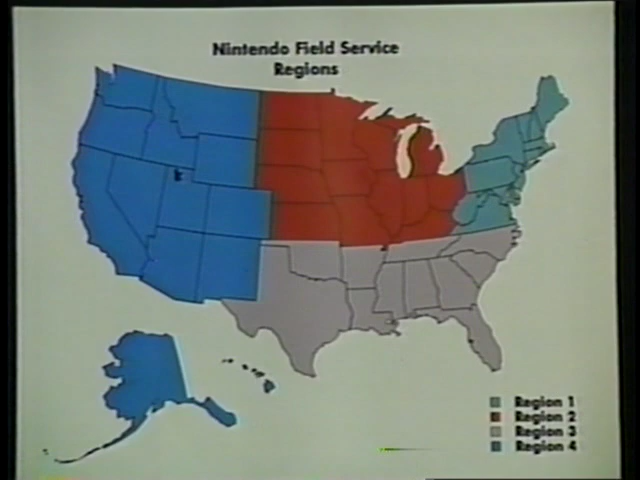 Nintendo Field Service
Regions
Region 1
Region 2
Region 3
Region 4